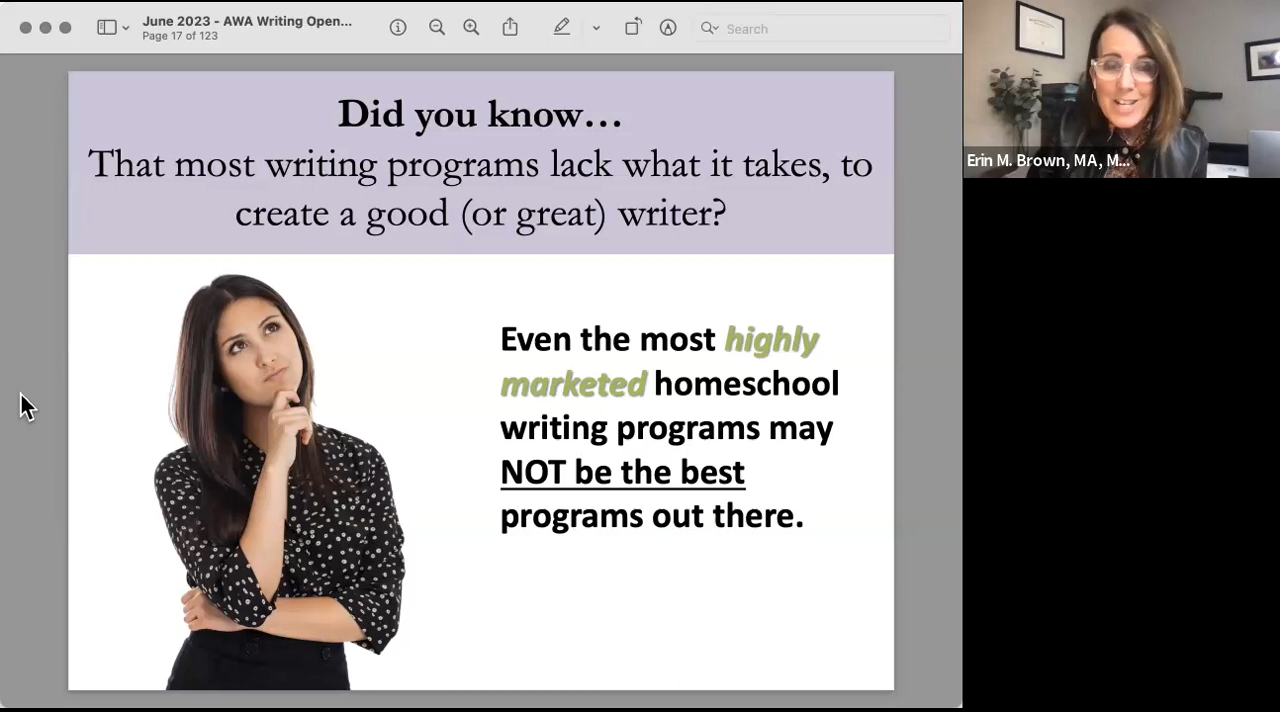 June 2023 - AWA Writing Open...
Page 17 of 123
Search
Did you know…
That most writing programs lack what it takes, to
create a good (or great) writer?
Even the most highly
marketed homeschool
writing programs may
NOT be the best
programs out there.
Erin M. Brown, MA, M...